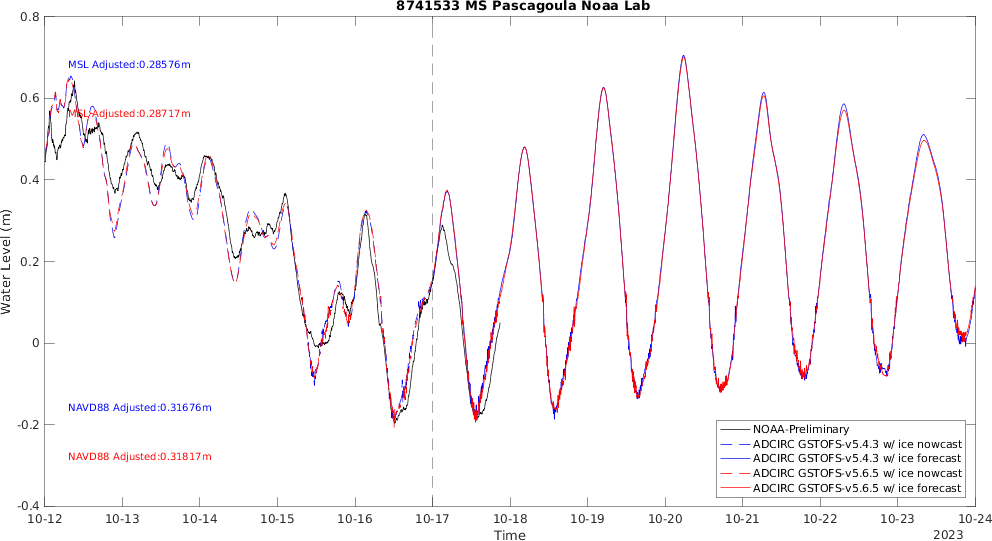 8741533 MS Pascagoula Noaa Lab
0.8
0.6
0.4
0.2
0
-0.2
-0.4
Water Level (m)
MSL Adjusted:0.28576m
MSL Adjusted:0.28717m
NAVD88 Adjusted:0.31676m
NAVD88 Adjusted:0.31817m
NOAA-Preliminary
ADCIRC GSTOFS-v5.4.3 w/ ice nowcast
ADCIRC GSTOFS-v5.4.3 w/ ice forecast
ADCIRC GSTOFS-v5.6.5 w/ ice nowcast
ADCIRC GSTOFS-v5.6.5 w/ ice forecast
10-12 10-13 10-14 10-15 10-16 10-17 10-18 10-19 10-20 10-21 10-22 10-23 10-24
Time
2023